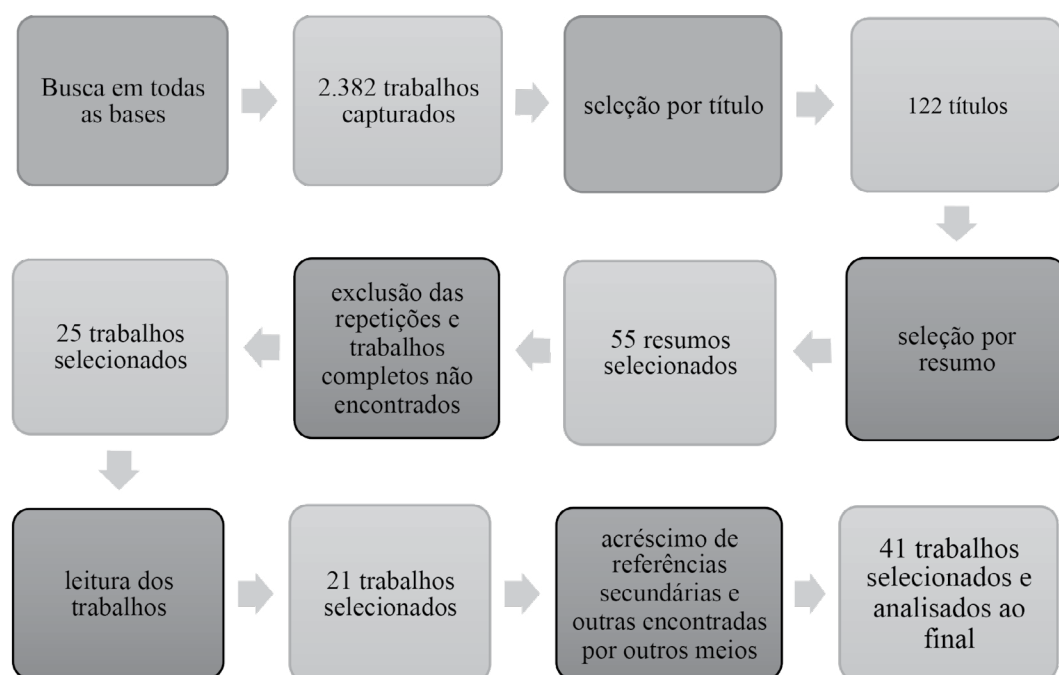 Busca em todas
as bases
2.382 trabalhos
capturados
seleção por título
122 títulos
seleção por
resumo
55 resumos
selecionados
exclusão das
repetições e
trabalhos
completos não
encontrados
25 trabalhos
selecionados
leitura dos
trabalhos
21 trabalhos
selecionados
acréscimo de
referências
secundárias e
outras encontradas
por outros meios
41 trabalhos
selecionados e
analisados ao
final